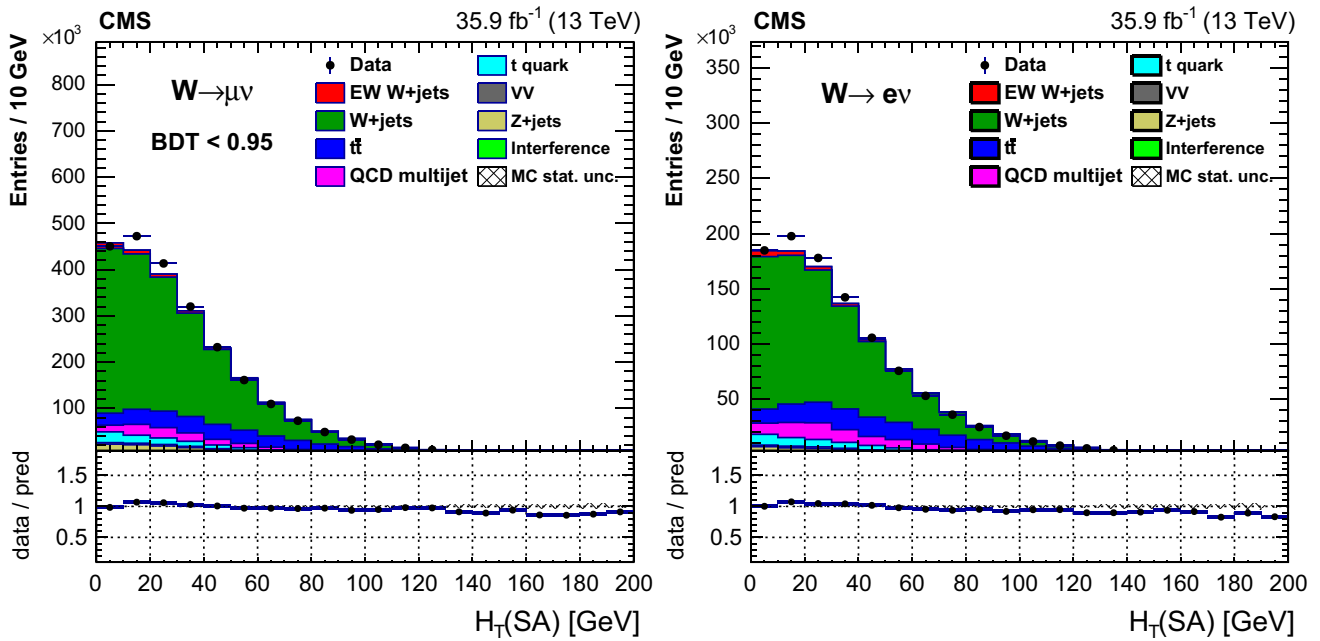 CMS 35.9 fb⁻¹ (13 TeV)
×10³
Entries / 10 GeV
800
700
600
500
400
300
200
100
W→μν
BDT < 0.95
Data
EW W+jets
W+jets
tt̄
QCD multijet
t quark
VV
Z+jets
Interference
MC stat. unc.
data / pred
1.5
1
0.5
0 20 40 60 80 100 120 140 160 180 200
H_T(SA) [GeV]
CMS 35.9 fb⁻¹ (13 TeV)
×10³
Entries / 10 GeV
350
300
250
200
150
100
50
W→ eν
Data
EW W+jets
W+jets
tt̄
QCD multijet
t quark
VV
Z+jets
Interference
MC stat. unc.
data / pred
1.5
1
0.5
0 20 40 60 80 100 120 140 160 180 200
H_T(SA) [GeV]